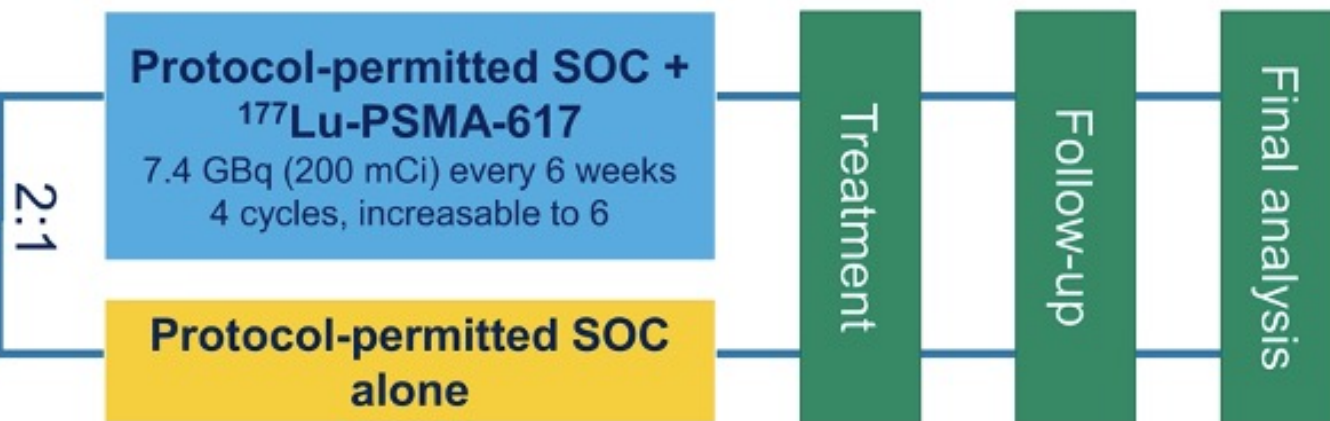 2:1
Protocol-permitted SOC +
¹⁷⁷Lu-PSMA-617
7.4 GBq (200 mCi) every 6 weeks
4 cycles, increasable to 6
Protocol-permitted SOC
alone
Treatment
Follow-up
Final analysis